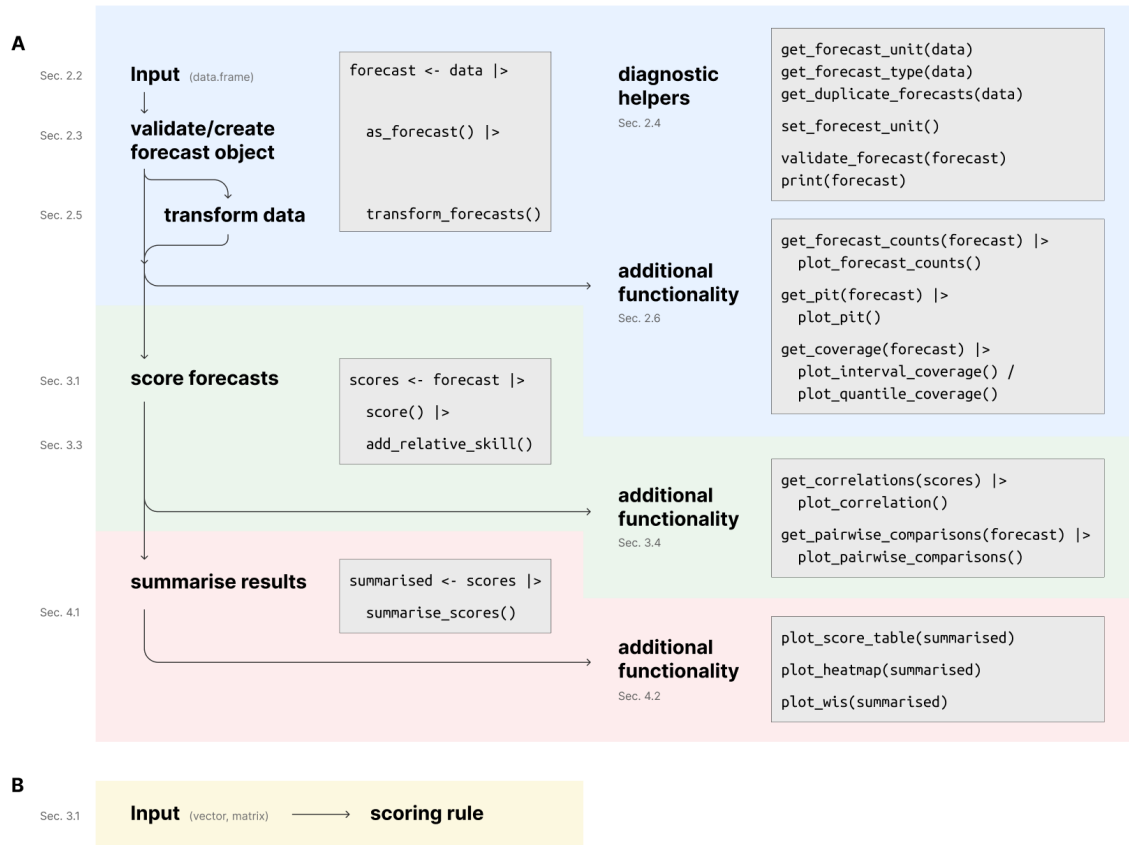 A
Sec. 2.2
Input (data.frame)
forecast <- data |>
Sec. 2.3
validate/create
forecast object
as_forecast() |>
Sec. 2.5
transform data
transform_forecasts()
diagnostic
helpers
Sec. 2.4
get_forecast_unit(data)
get_forecast_type(data)
get_duplicate_forecasts(data)
set_forecest_unit()
validate_forecast(forecast)
print(forecast)
additional
functionality
Sec. 2.6
get_forecast_counts(forecast) |>
plot_forecast_counts()
get_pit(forecast) |>
plot_pit()
get_coverage(forecast) |>
plot_interval_coverage() /
plot_quantile_coverage()
Sec. 3.1
score forecasts
scores <- forecast |>
score() |>
Sec. 3.3
add_relative_skill()
additional
functionality
Sec. 3.4
get_correlations(scores) |>
plot_correlation()
get_pairwise_comparisons(forecast) |>
plot_pairwise_comparisons()
summarise results
summarised <- scores |>
Sec. 4.1
summarise_scores()
additional
functionality
Sec. 4.2
plot_score_table(summarised)
plot_heatmap(summarised)
plot_wis(summarised)
B
Sec. 3.1
Input (vector, matrix)
scoring rule